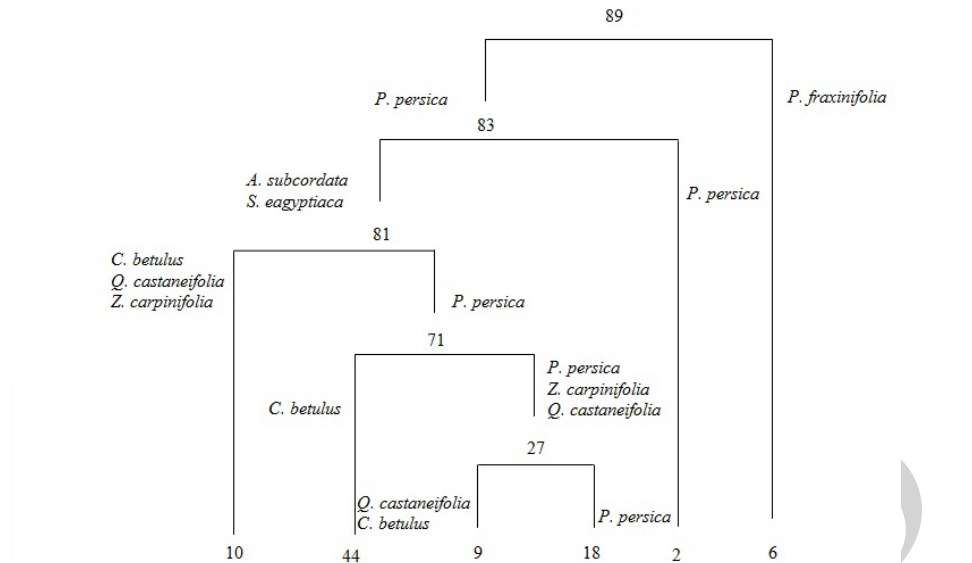 89
P. persica
P. fraxinifolia
83
A. subcordata
S. eagyptiaca
P. persica
81
C. betulus
Q. castaneifolia
Z. carpinifolia
P. persica
71
P. persica
Z. carpinifolia
Q. castaneifolia
C. betulus
27
Q. castaneifolia
C. betulus
P. persica
10 44 9 18 2 6